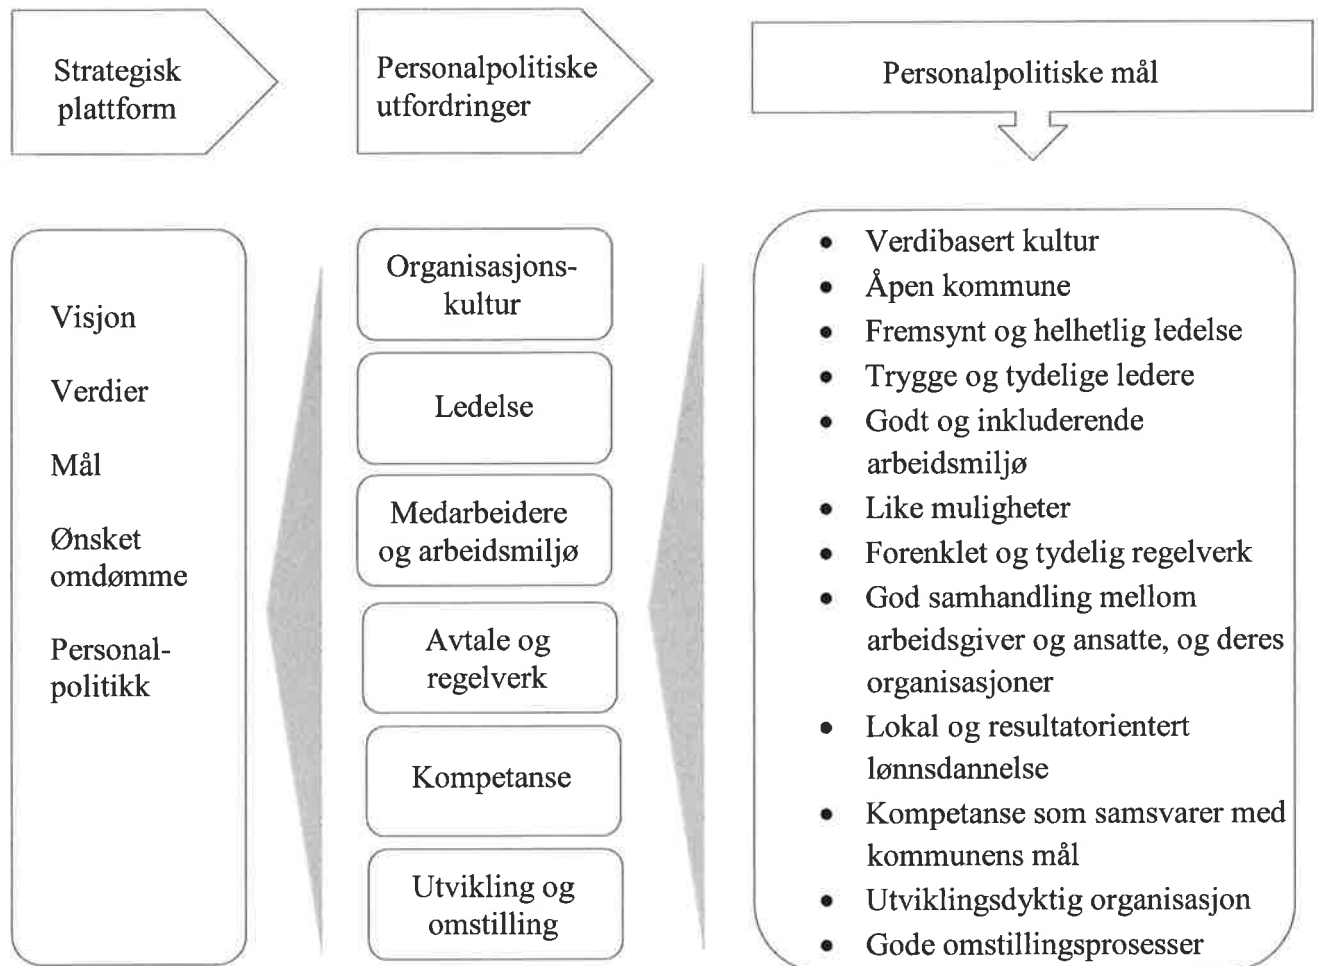 Strategisk
plattform
Personalpolitiske
utfordringer
Personalpolitiske mål
Visjon
Verdier
Mål
Ønsket
omdømme
Personal-
politikk
Organisasjons-
kultur
Ledelse
Medarbeidere
og arbeidsmiljø
Avtale og
regelverk
Kompetanse
Utvikling og
omstilling
• Verdibasert kultur
• Åpen kommune
• Fremsynt og helhetlig ledelse
• Trygge og tydelige ledere
• Godt og inkluderende
arbeidsmiljø
• Like muligheter
• Forenklet og tydelig regelverk
• God samhandling mellom
arbeidsgiver og ansatte, og deres
organisasjoner
• Lokal og resultatorientert
lønnsdannelse
• Kompetanse som samsvarer med
kommunens mål
• Utviklingsdyktig organisasjon
• Gode omstillingsprosesser